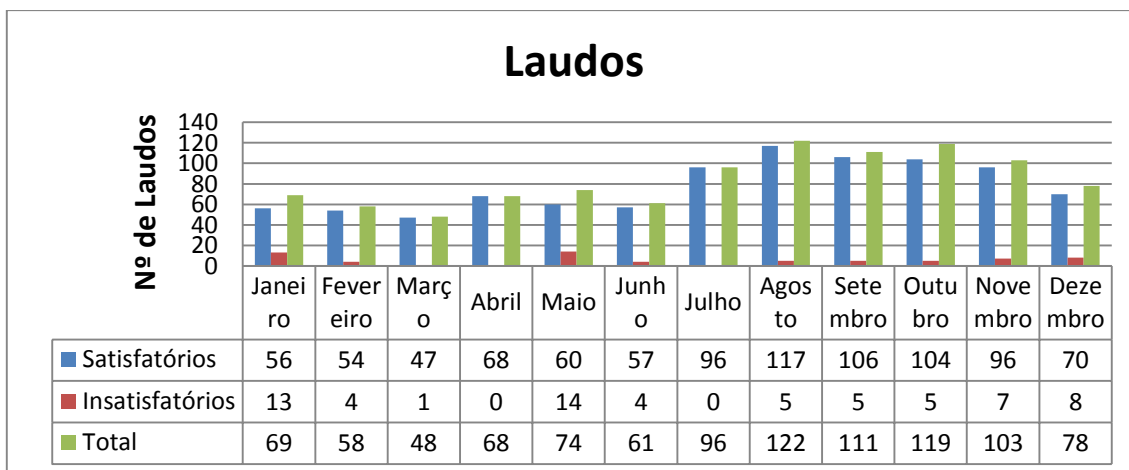 Laudos
Nº de Laudos
140
120
100
80
60
40
20
0
Janei
ro
Fever
eiro
Març
o
Abril
Maio
Junh
o
Julho
Agos
to
Sete
mbro
Outu
bro
Nove
mbro
Deze
mbro
Satisfatórios 56 54 47 68 60 57 96 117 106 104 96 70
Insatisfatórios 13 4 1 0 14 4 0 5 5 5 7 8
Total 69 58 48 68 74 61 96 122 111 119 103 78